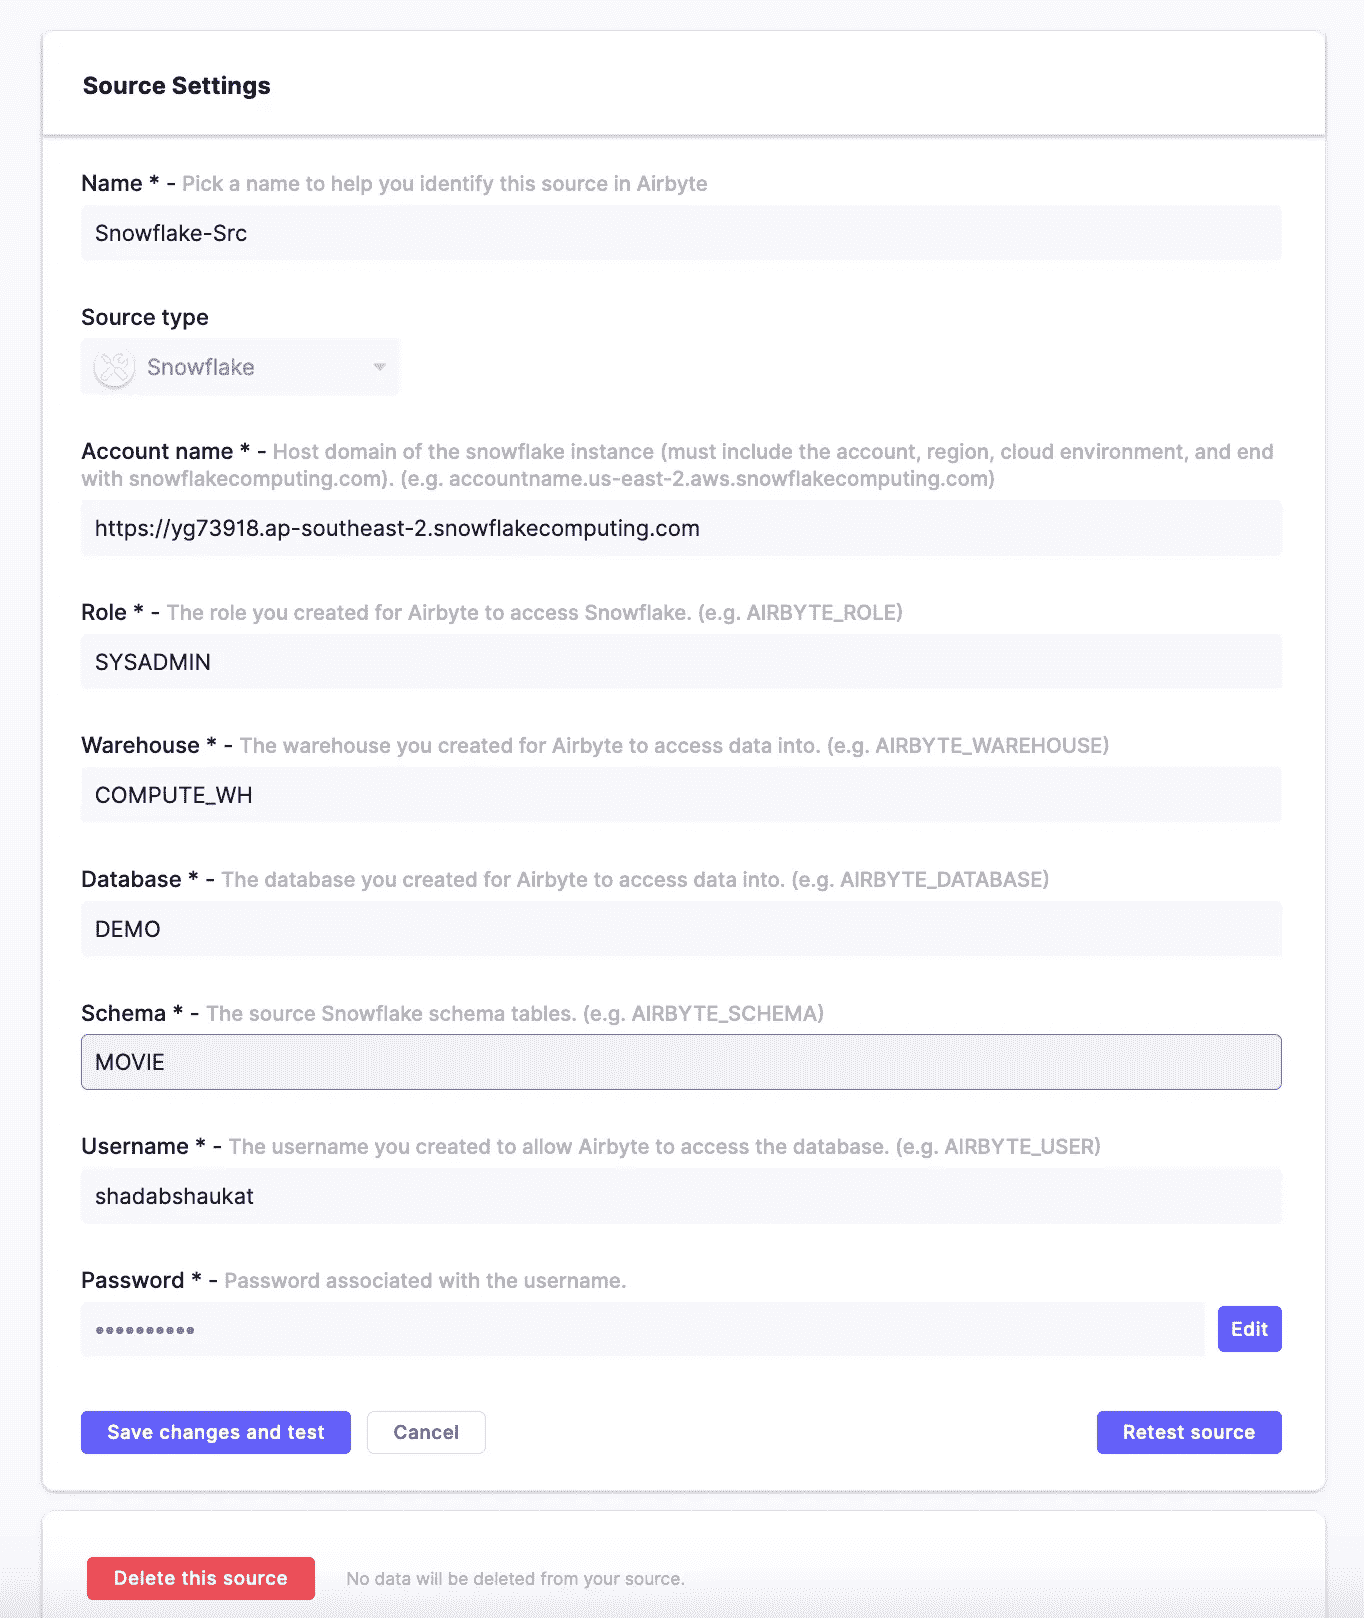 Source Settings
Name * - Pick a name to help you identify this source in Airbyte
Snowflake-Src
Source type
Snowflake
Account name * - Host domain of the snowflake instance (must include the account, region, cloud environment, and end
with snowflakecomputing.com). (e.g. accountname.us-east-2.aws.snowflakecomputing.com)
https://yg73918.ap-southeast-2.snowflakecomputing.com
Role * - The role you created for Airbyte to access Snowflake. (e.g. AIRBYTE_ROLE)
SYSADMIN
Warehouse * - The warehouse you created for Airbyte to access data into. (e.g. AIRBYTE_WAREHOUSE)
COMPUTE_WH
Database * - The database you created for Airbyte to access data into. (e.g. AIRBYTE_DATABASE)
DEMO
Schema * - The source Snowflake schema tables. (e.g. AIRBYTE_SCHEMA)
MOVIE
Username * - The username you created to allow Airbyte to access the database. (e.g. AIRBYTE_USER)
shadabshaukat
Password * - Password associated with the username.
••••••••••
Edit
Save changes and test Cancel Retest source
Delete this source No data will be deleted from your source.